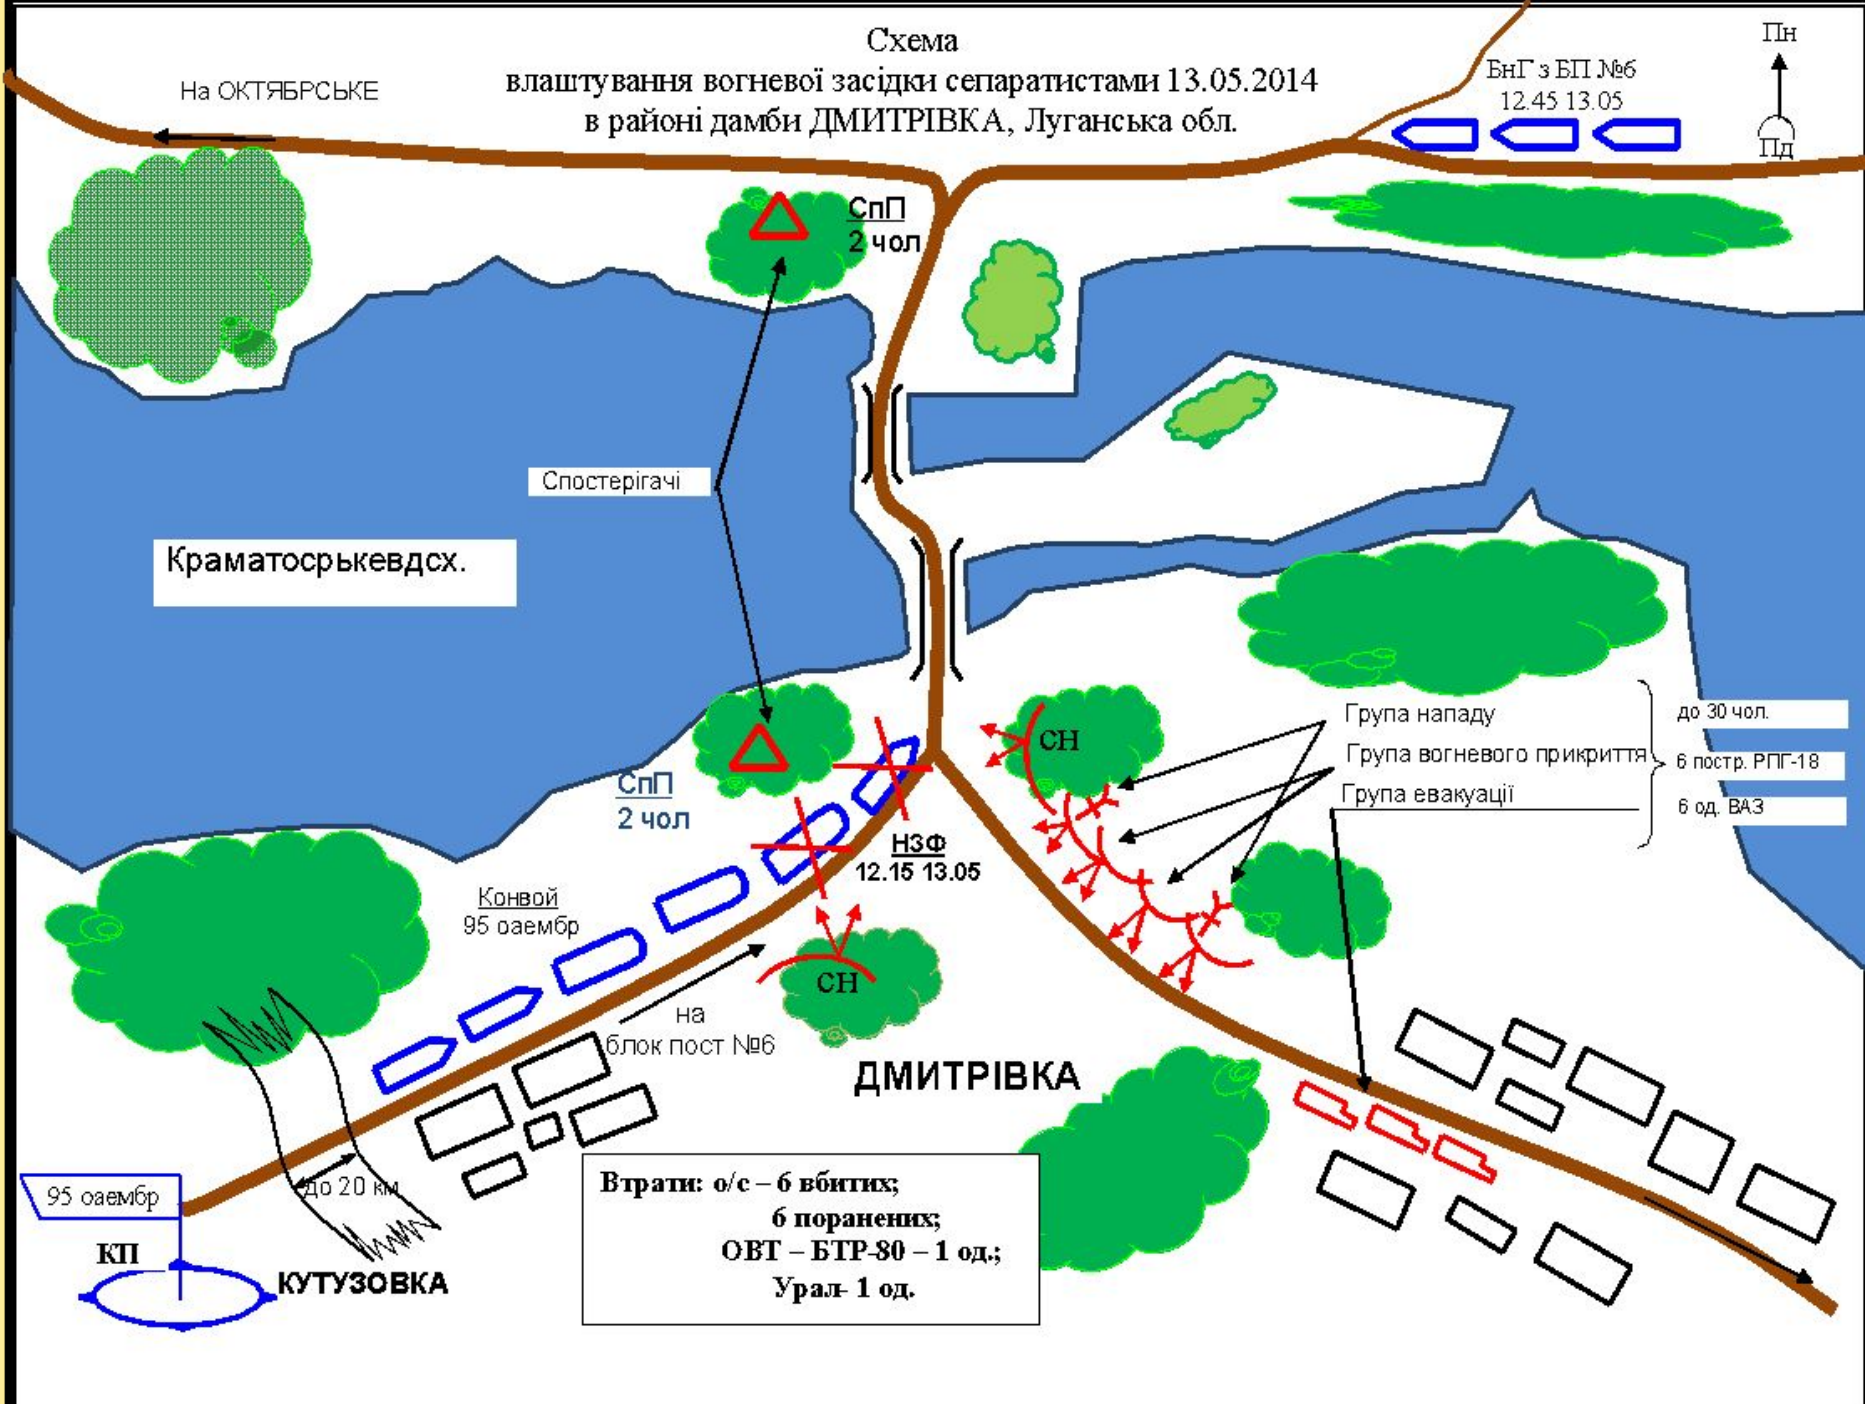 Схема
влаштування вогневої засідки сепаратистами 13.05.2014
в районі дамби ДМИТРІВКА, Луганська обл.
На ОКТЯБРСЬКЕ
БнГ з БП №6
12.45 13.05
Пн
Пд
СпП
2 чол
Спостерігачі
Краматосрькевдсх.
СпП
2 чол
СН
Група нападу
Група вогневого прикриття
Група евакуації
до 30 чол.
6 постр. РПГ-18
6 од. ВАЗ
НЗФ
12.15 13.05
Конвой
95 оаембр
СН
на
блок пост №6
ДМИТРІВКА
95 оаембр
до 20 км
КП
КУТУЗОВКА
Втрати: о/с – 6 вбитих;
6 поранених;
ОВТ – БТР-80 – 1 од.;
Урал- 1 од.